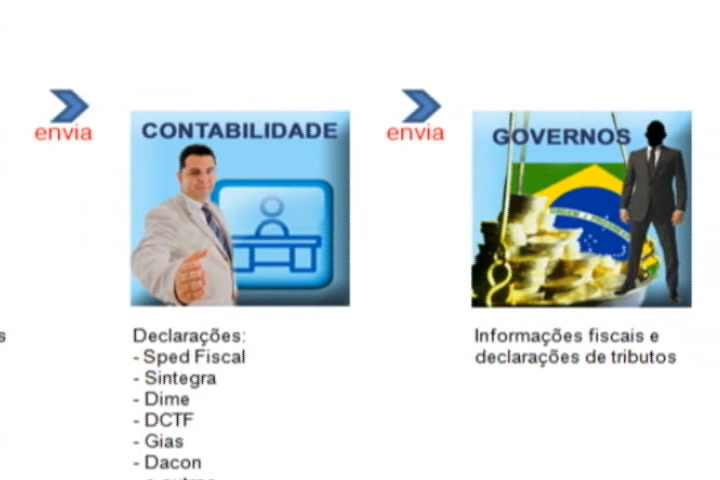 envia
CONTABILIDADE
envia
GOVERNOS
Declarações:
- Sped Fiscal
- Sintegra
- Dime
- DCTF
- Gias
- Dacon
Informações fiscais e
declarações de tributos